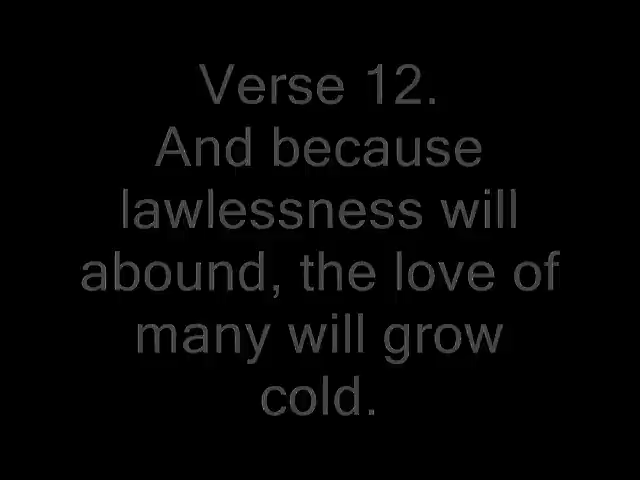 Verse 12.
And because
lawlessness will
abound, the love of
many will grow
cold.